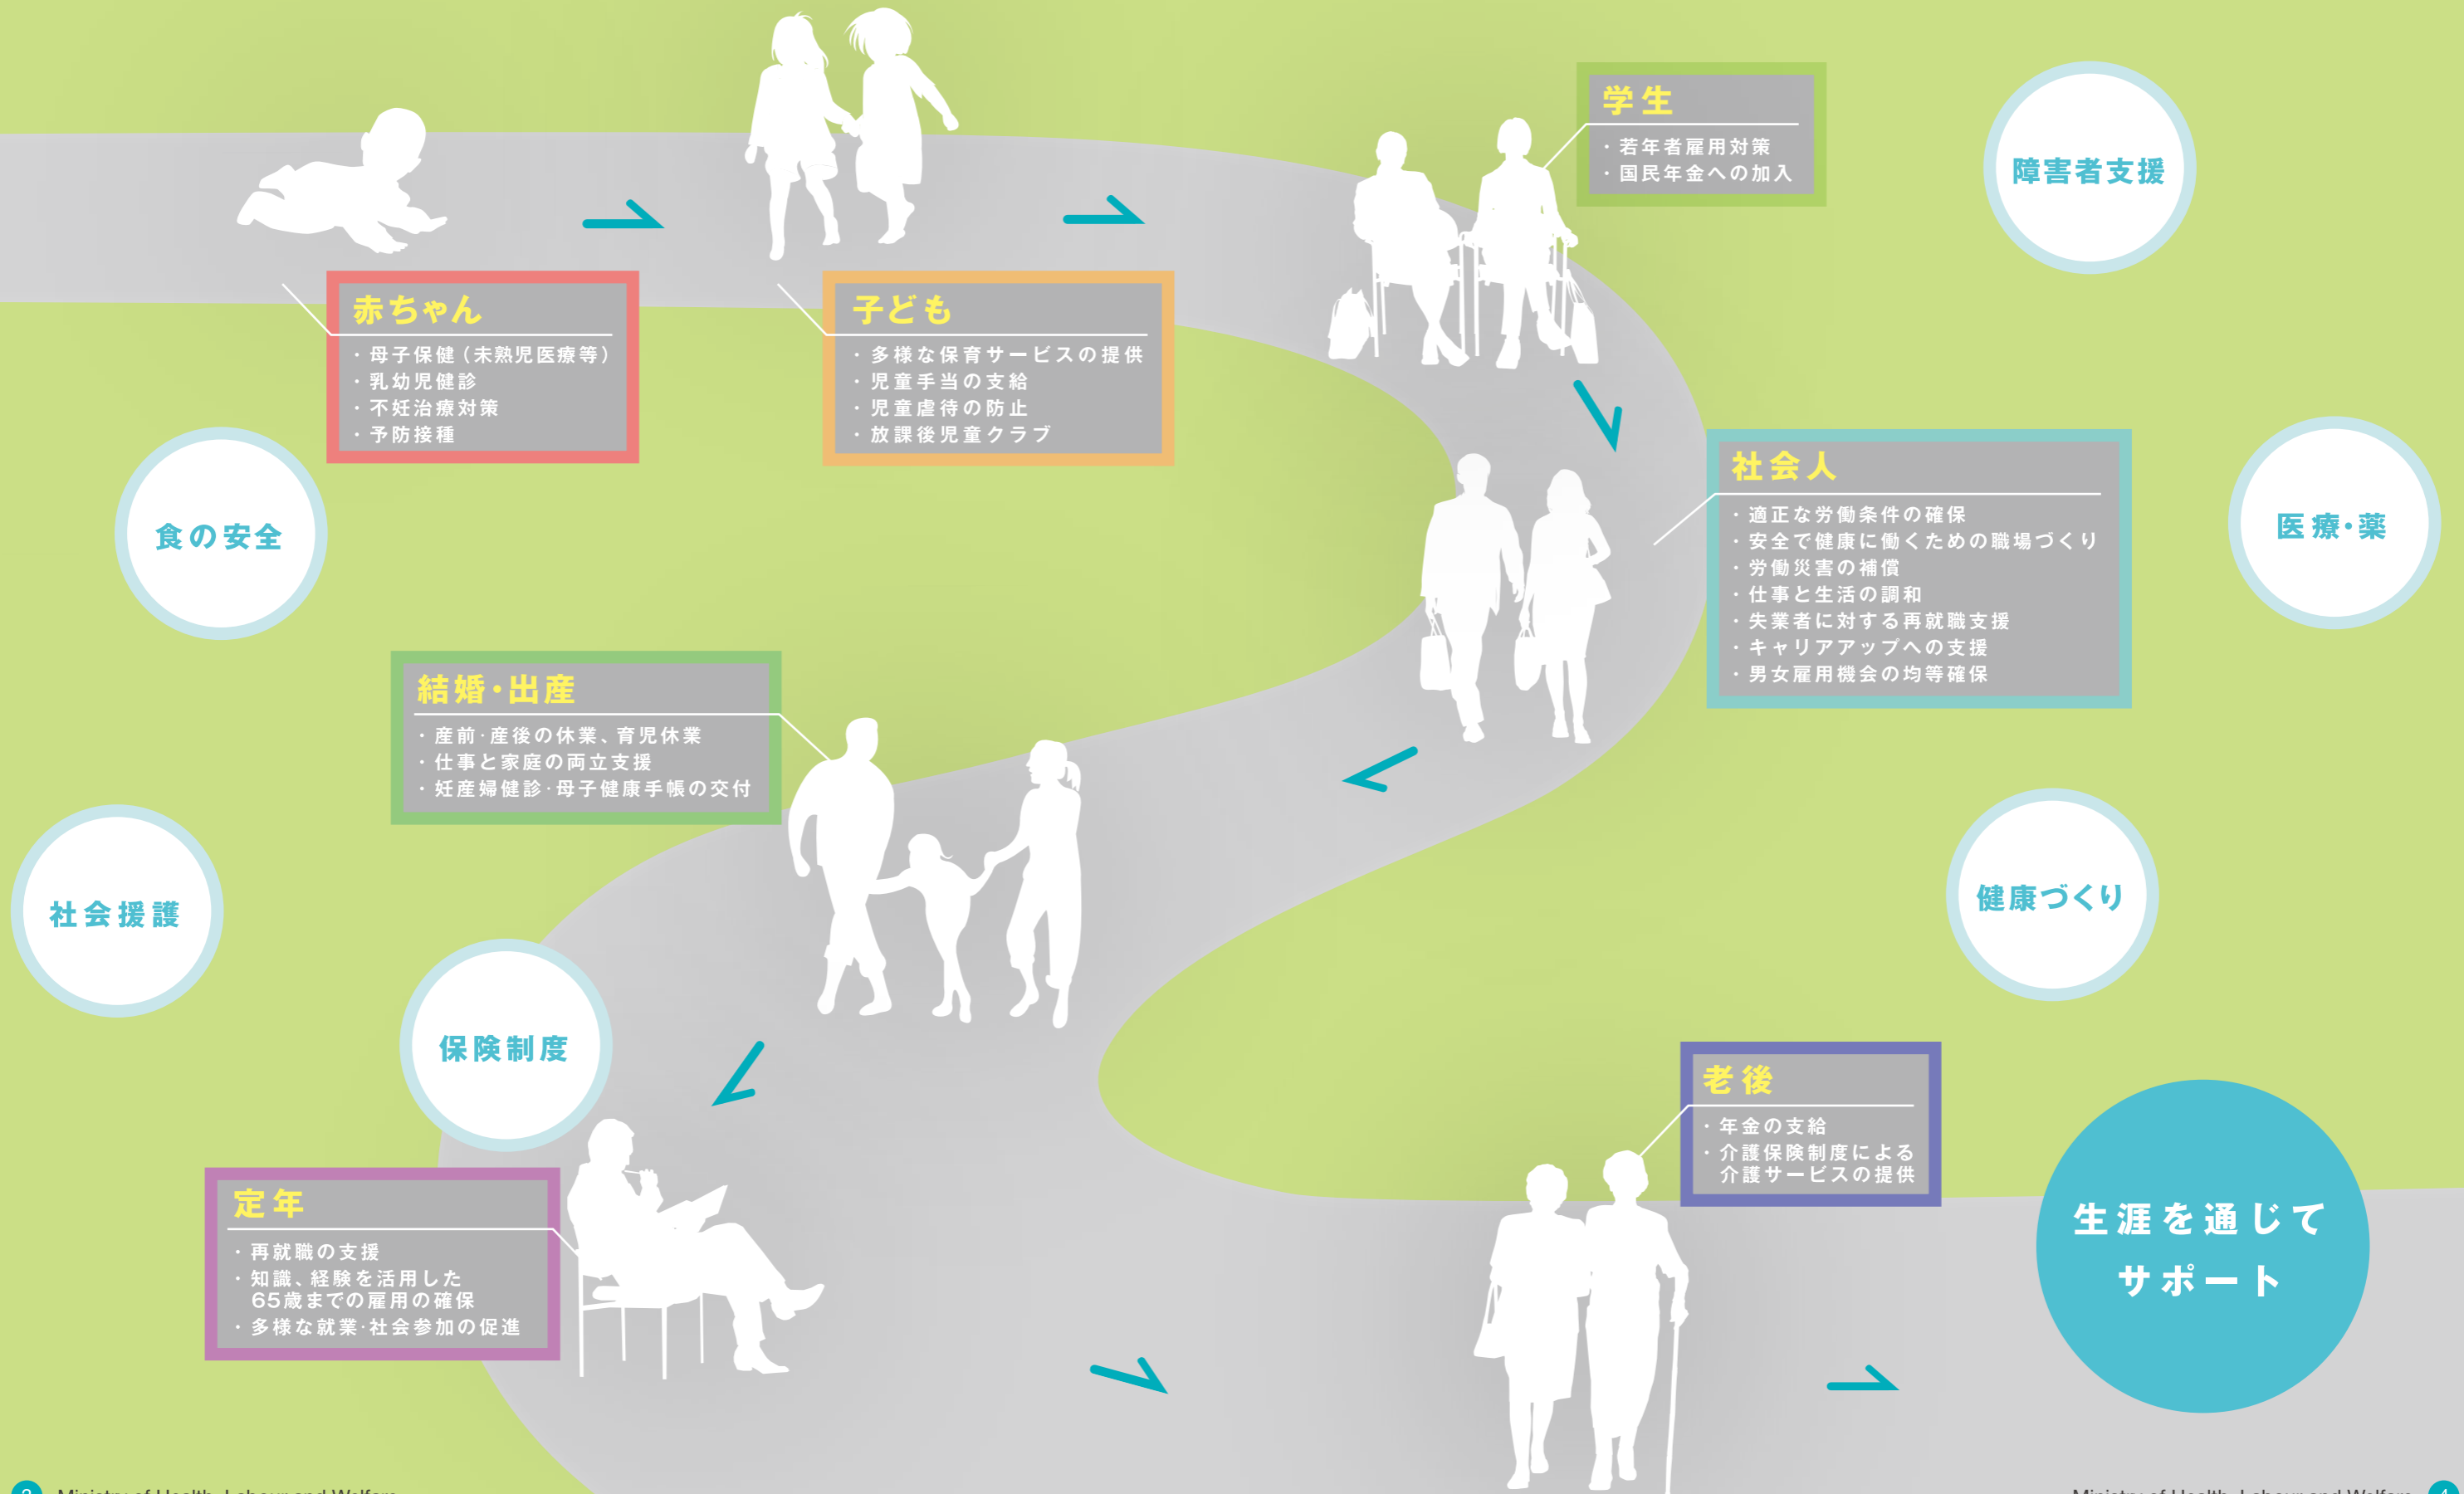 赤ちゃん
・母子保健（未熟児医療等）
・乳幼児健診
・不妊治療対策
・予防接種
子ども
・多様な保育サービスの提供
・児童手当の支給
・児童虐待の防止
・放課後児童クラブ
学生
・若年者雇用対策
・国民年金への加入
障害者支援
社会人
・適正な労働条件の確保
・安全で健康に働くための職場づくり
・労働災害の補償
・仕事と生活の調和
・失業者に対する再就職支援
・キャリアアップへの支援
・男女雇用機会の均等確保
医療・薬
食の安全
結婚・出産
・産前・産後の休業、育児休業
・仕事と家庭の両立支援
・妊産婦健診・母子健康手帳の交付
社会援護
健康づくり
保険制度
定年
・再就職の支援
・知識、経験を活用した
65歳までの雇用の確保
・多様な就業・社会参加の促進
老後
・年金の支給
・介護保険制度による
介護サービスの提供
生涯を通じて
サポート
Ministry of Health, Labour and Welfare
Ministry of Health, Labour and Welfare